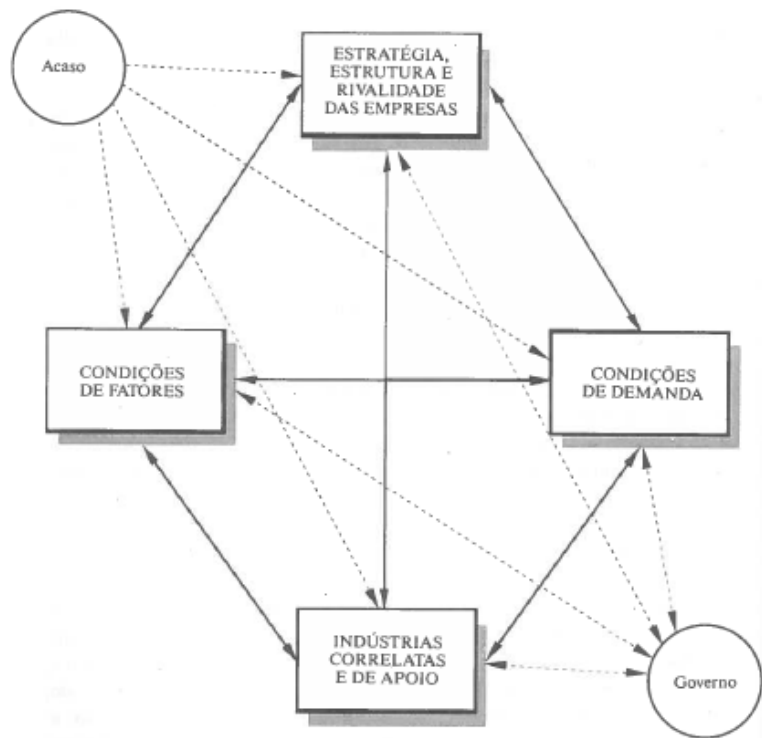 Acaso
ESTRATÉGIA,
ESTRUTURA E
RIVALIDADE
DAS EMPRESAS
CONDIÇÕES
DE FATORES
CONDIÇÕES
DE DEMANDA
INDÚSTRIAS
CORRELATAS
E DE APOIO
Governo